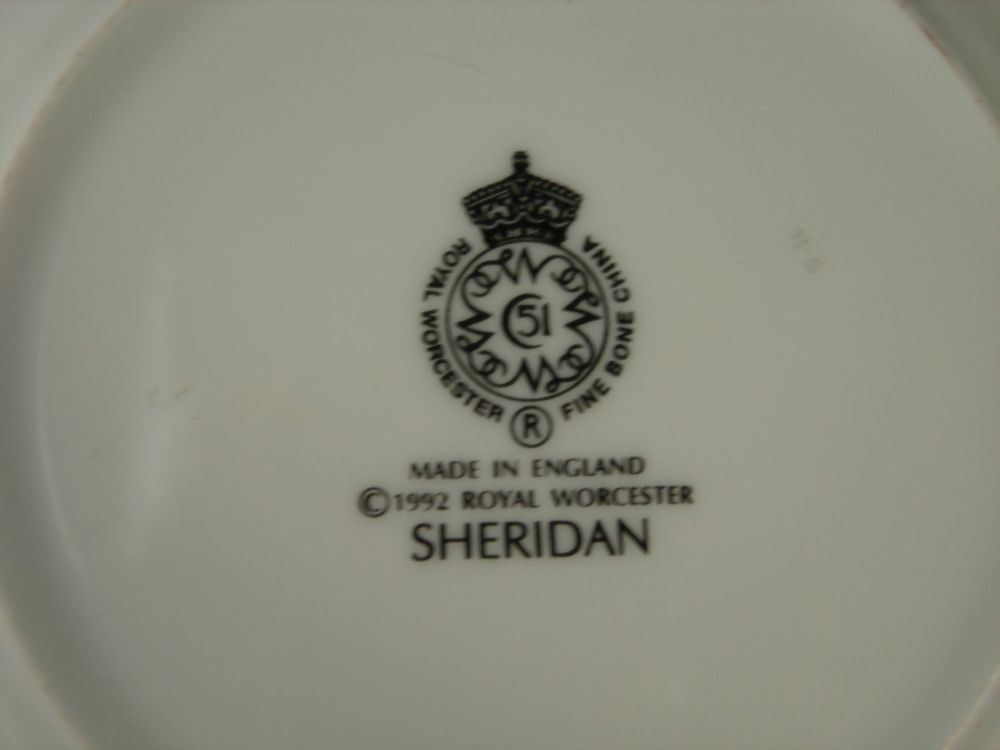 ROYAL WORCESTER
FINE BONE CHINA
51
R
MADE IN ENGLAND
©1992 ROYAL WORCESTER
SHERIDAN